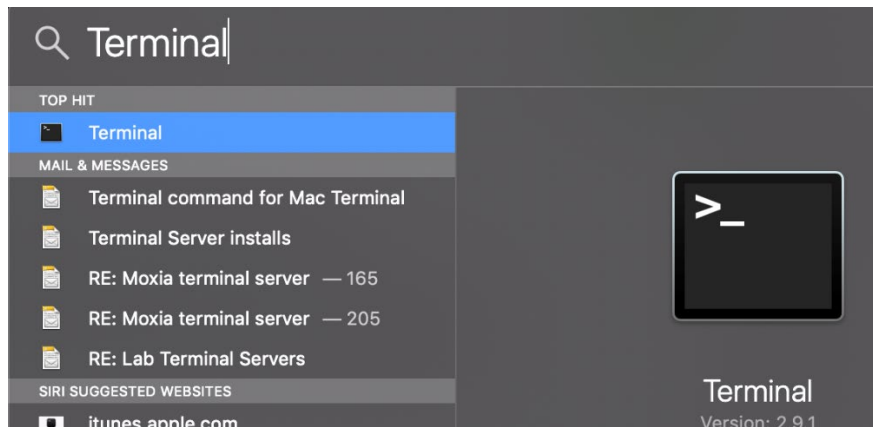 Terminal
TOP HIT
Terminal
MAIL & MESSAGES
Terminal command for Mac Terminal
Terminal Server installs
RE: Moxia terminal server — 165
RE: Moxia terminal server — 205
RE: Lab Terminal Servers
SIRI SUGGESTED WEBSITES
itunes.apple.com
>_
Terminal
Version: 2.9.1